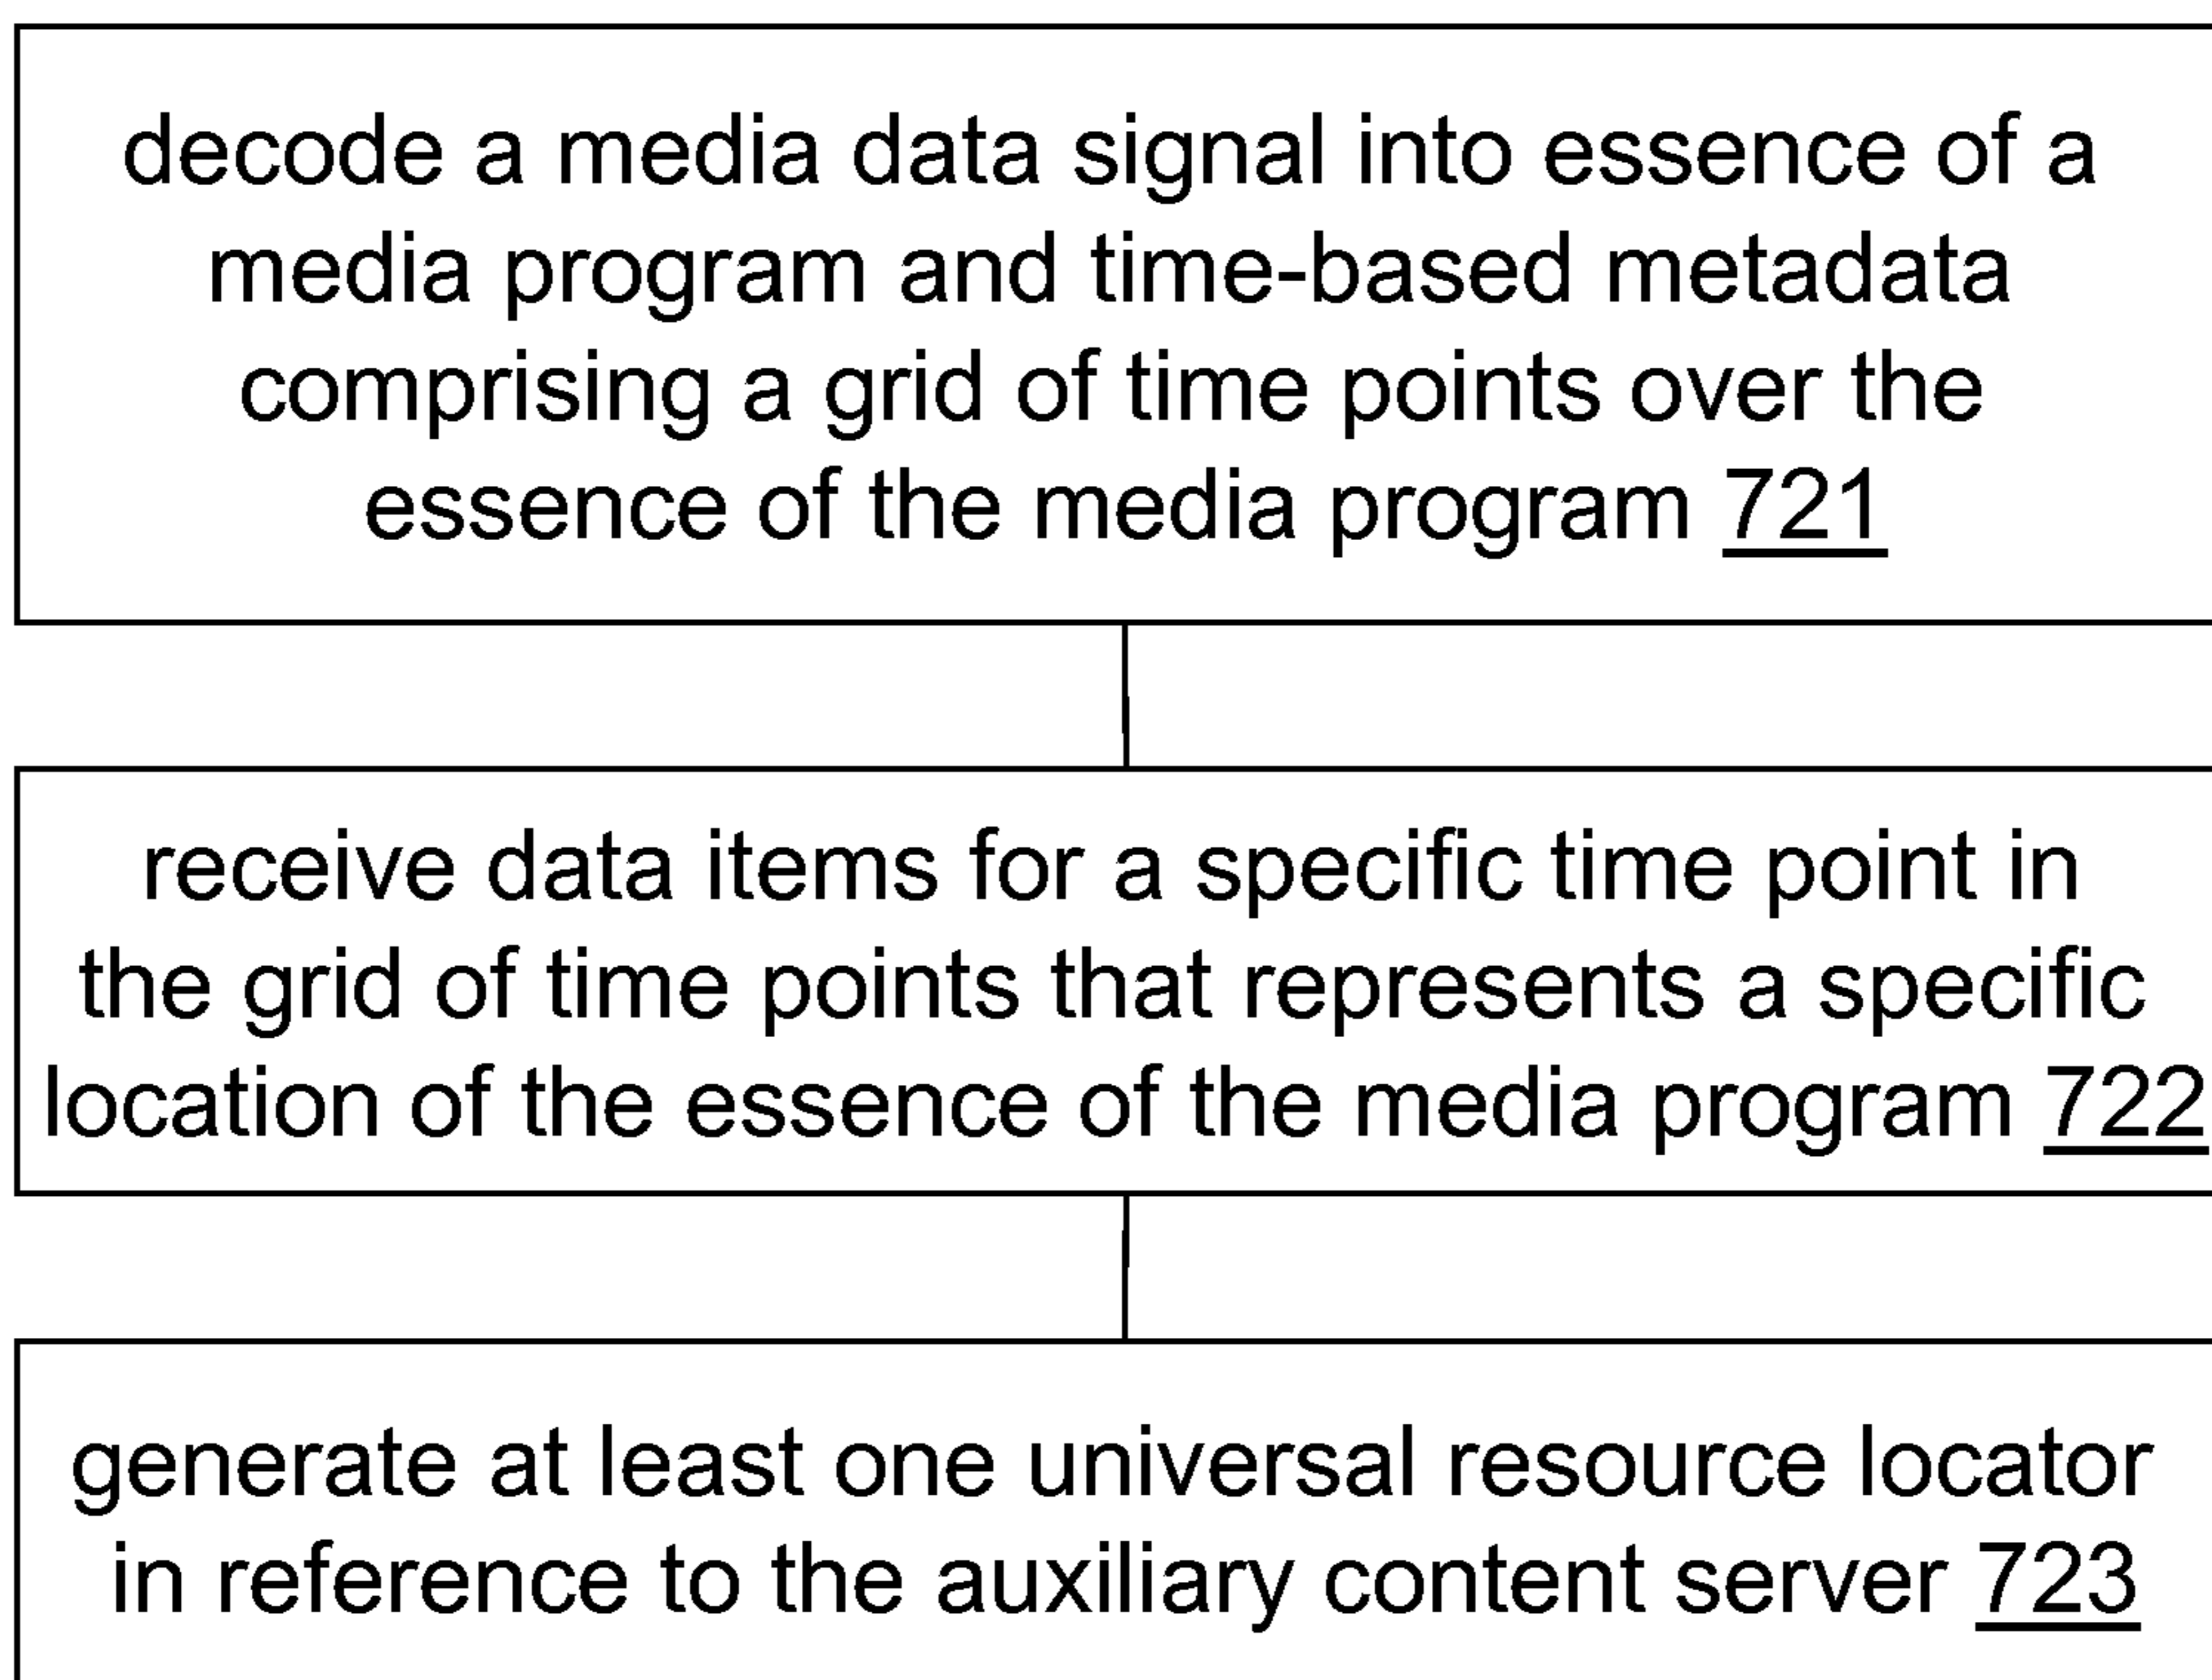 decode a media data signal into essence of a
media program and time-based metadata
comprising a grid of time points over the
essence of the media program 721
receive data items for a specific time point in
the grid of time points that represents a specific
location of the essence of the media program 722
generate at least one universal resource locator
in reference to the auxiliary content server 723